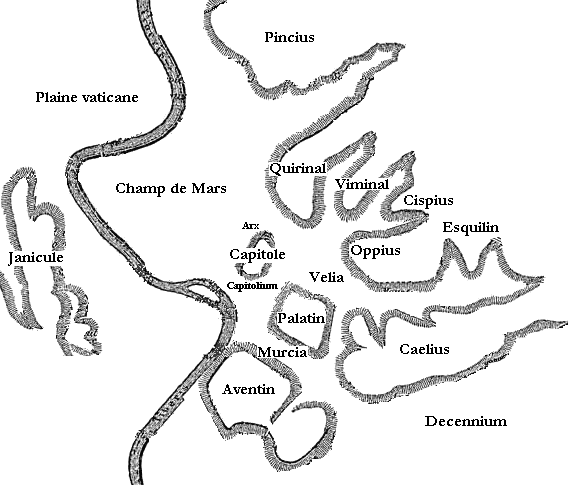 Pincius
Plaine vaticane
Quirinal
Champ de Mars
Viminal
Cispius
Arx
Esquilin
Janicule
Capitole
Oppius
Velia
Capitolium
Palatin
Murcia
Caelius
Aventin
Decennium